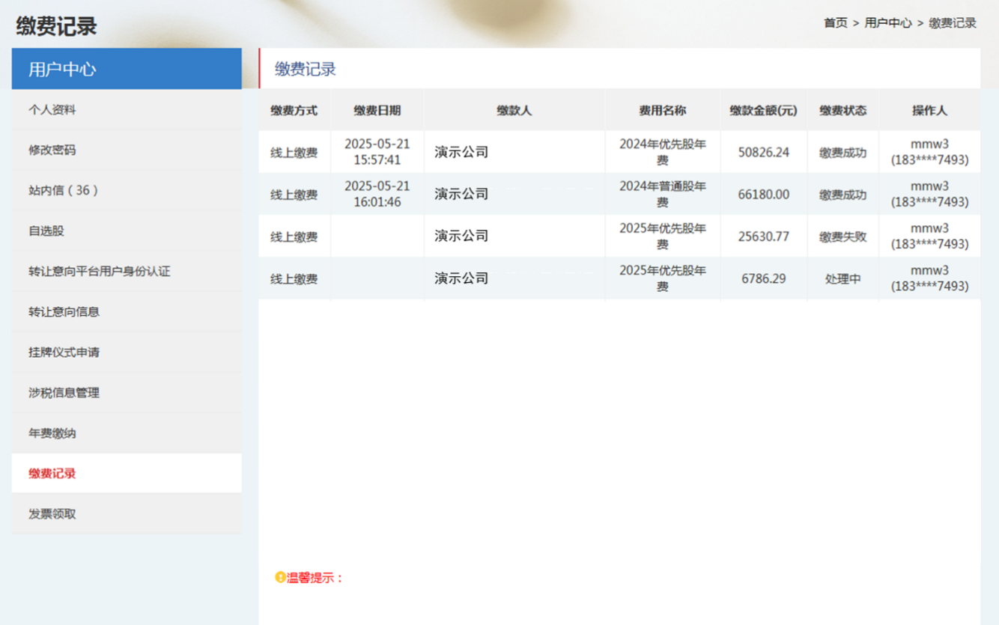 缴费记录
首页 > 用户中心 > 缴费记录
用户中心
个人资料
修改密码
站内信（36）
自选股
转让意向平台用户身份认证
转让意向信息
挂牌仪式申请
涉税信息管理
年费缴纳
缴费记录
发票领取
缴费记录
缴费方式 缴费日期 缴款人 费用名称 缴款金额(元) 缴费状态 操作人
线上缴费 2025-05-21 15:57:41 演示公司 2024年优先股年费 50826.24 缴费成功 mmw3 (183****7493)
线上缴费 2025-05-21 16:01:46 演示公司 2024年普通股年费 66180.00 缴费成功 mmw3 (183****7493)
线上缴费 演示公司 2025年优先股年费 25630.77 缴费失败 mmw3 (183****7493)
线上缴费 演示公司 2025年优先股年费 6786.29 处理中 mmw3 (183****7493)
温馨提示：